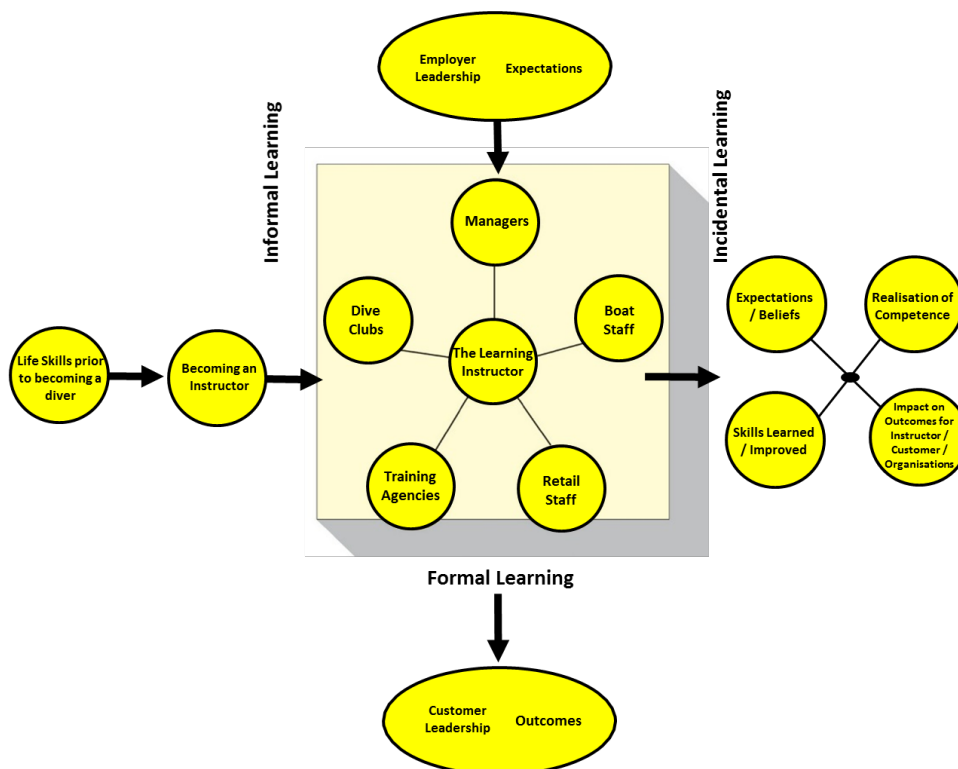 Employer
Leadership
Expectations
Informal Learning
Incidental Learning
Managers
Dive
Clubs
Boat
Staff
The Learning
Instructor
Training
Agencies
Retail
Staff
Life Skills prior
to becoming a
diver
Becoming an
Instructor
Expectations
/ Beliefs
Realisation of
Competence
Skills Learned
/ Improved
Impact on
Outcomes for
Instructor /
Customer /
Organisations
Formal Learning
Customer
Leadership
Outcomes